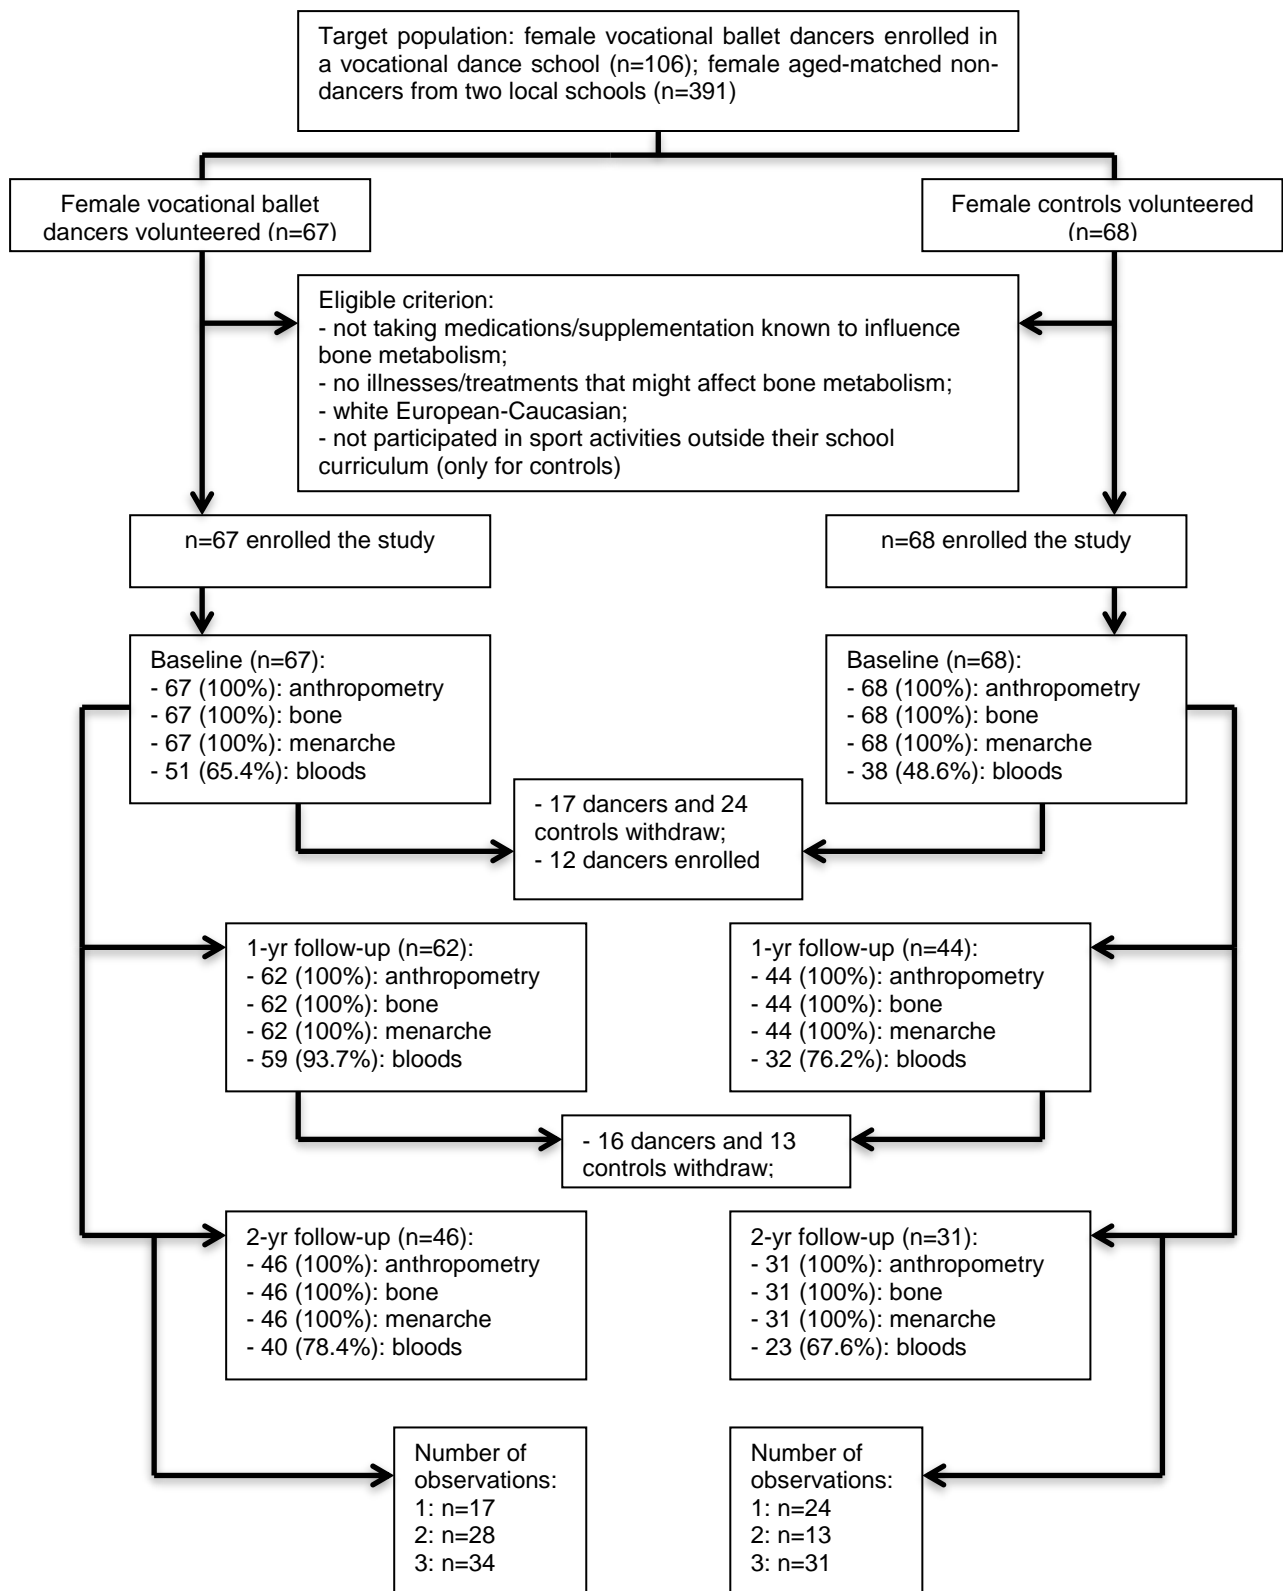 Target population: female vocational ballet dancers enrolled in
a vocational dance school (n=106); female aged-matched non-
dancers from two local schools (n=391)
Female vocational ballet
dancers volunteered (n=67)
Female controls volunteered
(n=68)
Eligible criterion:
- not taking medications/supplementation known to influence
bone metabolism;
- no illnesses/treatments that might affect bone metabolism;
- white European-Caucasian;
- not participated in sport activities outside their school
curriculum (only for controls)
n=67 enrolled the study
n=68 enrolled the study
Baseline (n=67):
- 67 (100%): anthropometry
- 67 (100%): bone
- 67 (100%): menarche
- 51 (65.4%): bloods
Baseline (n=68):
- 68 (100%): anthropometry
- 68 (100%): bone
- 68 (100%): menarche
- 38 (48.6%): bloods
- 17 dancers and 24
controls withdraw;
- 12 dancers enrolled
1-yr follow-up (n=62):
- 62 (100%): anthropometry
- 62 (100%): bone
- 62 (100%): menarche
- 59 (93.7%): bloods
1-yr follow-up (n=44):
- 44 (100%): anthropometry
- 44 (100%): bone
- 44 (100%): menarche
- 32 (76.2%): bloods
- 16 dancers and 13
controls withdraw;
2-yr follow-up (n=46):
- 46 (100%): anthropometry
- 46 (100%): bone
- 46 (100%): menarche
- 40 (78.4%): bloods
2-yr follow-up (n=31):
- 31 (100%): anthropometry
- 31 (100%): bone
- 31 (100%): menarche
- 23 (67.6%): bloods
Number of
observations:
1: n=17
2: n=28
3: n=34
Number of
observations:
1: n=24
2: n=13
3: n=31